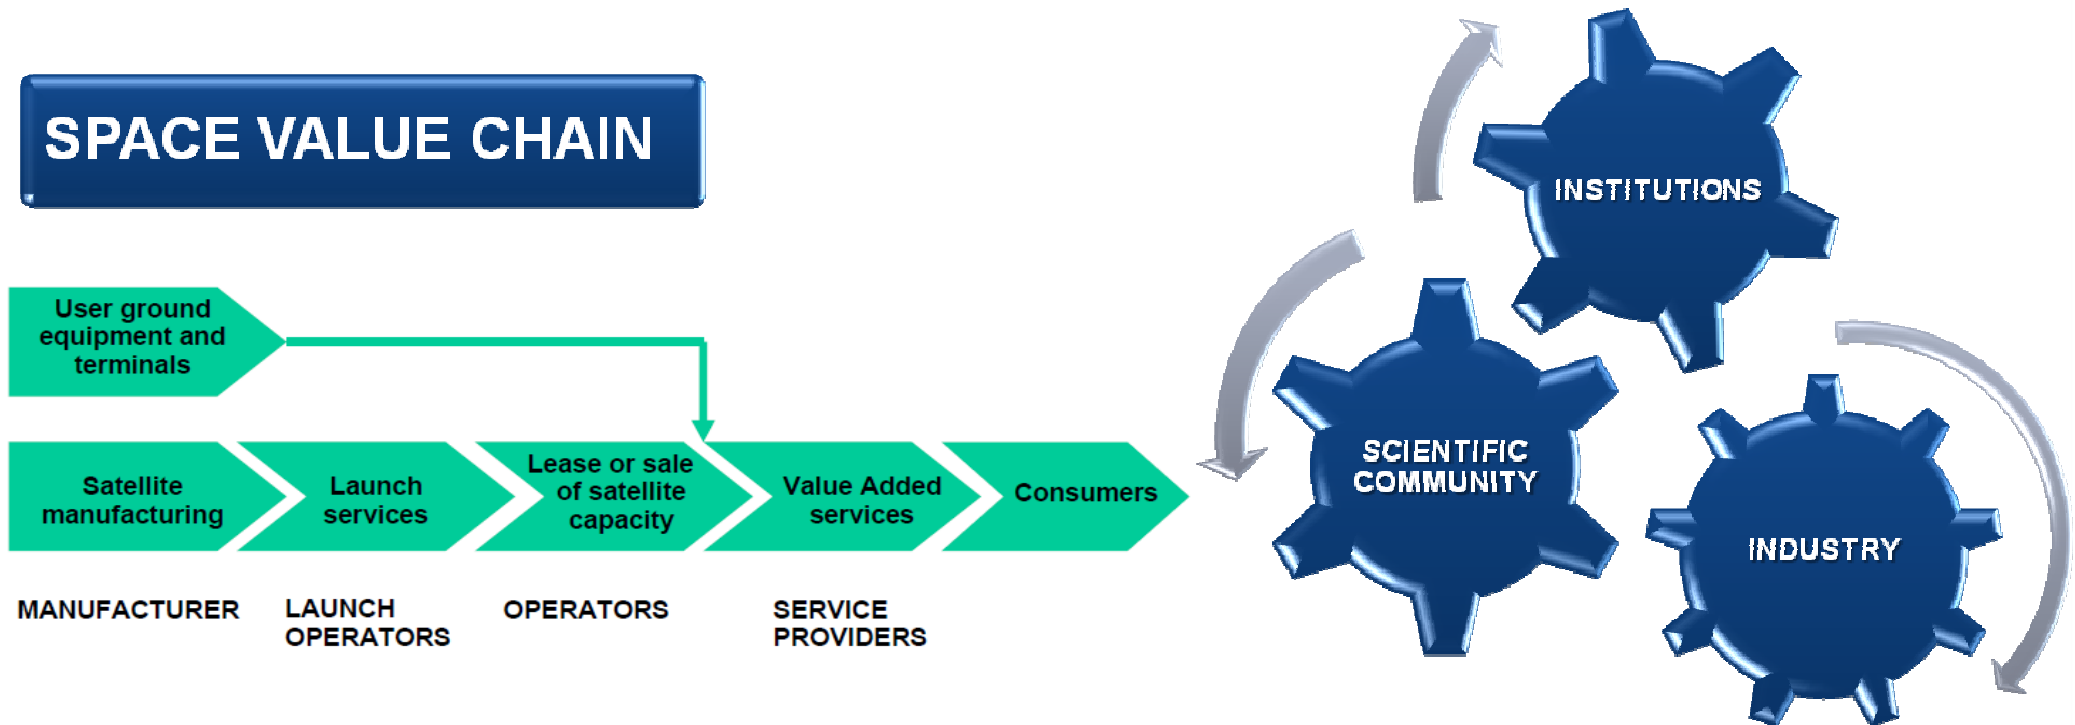 SPACE VALUE CHAIN
User ground
equipment and
terminals
Satellite
manufacturing
Launch
services
Lease or sale
of satellite
capacity
Value Added
services
Consumers
MANUFACTURER
LAUNCH
OPERATORS
OPERATORS
SERVICE
PROVIDERS
INSTITUTIONS
SCIENTIFIC
COMMUNITY
INDUSTRY